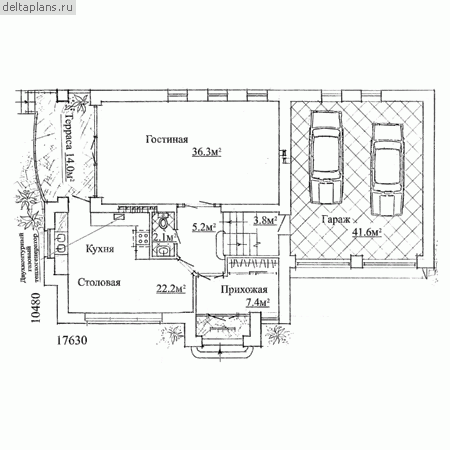 deltaplans.ru
Терраса 14.0м²
Гостиная
36.3м²
Гараж
41.6м²
5.2м²
3.8м²
2.1м²
Кухня
Столовая
22.2м²
Прихожая
7.4м²
Двухконтурный
газовый
теплогенератор
10480
17630